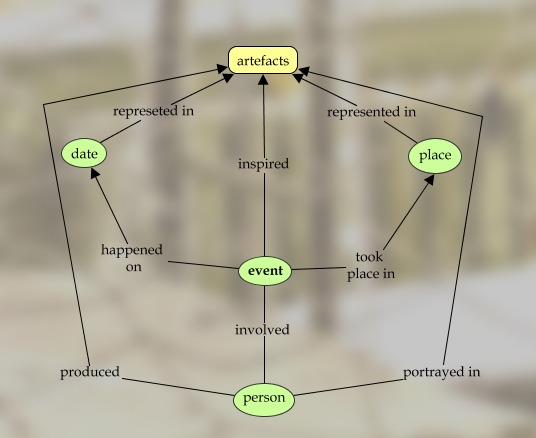 artefacts
represeted in
represented in
date
place
inspired
happened
on
took
place in
event
involved
produced
portrayed in
person